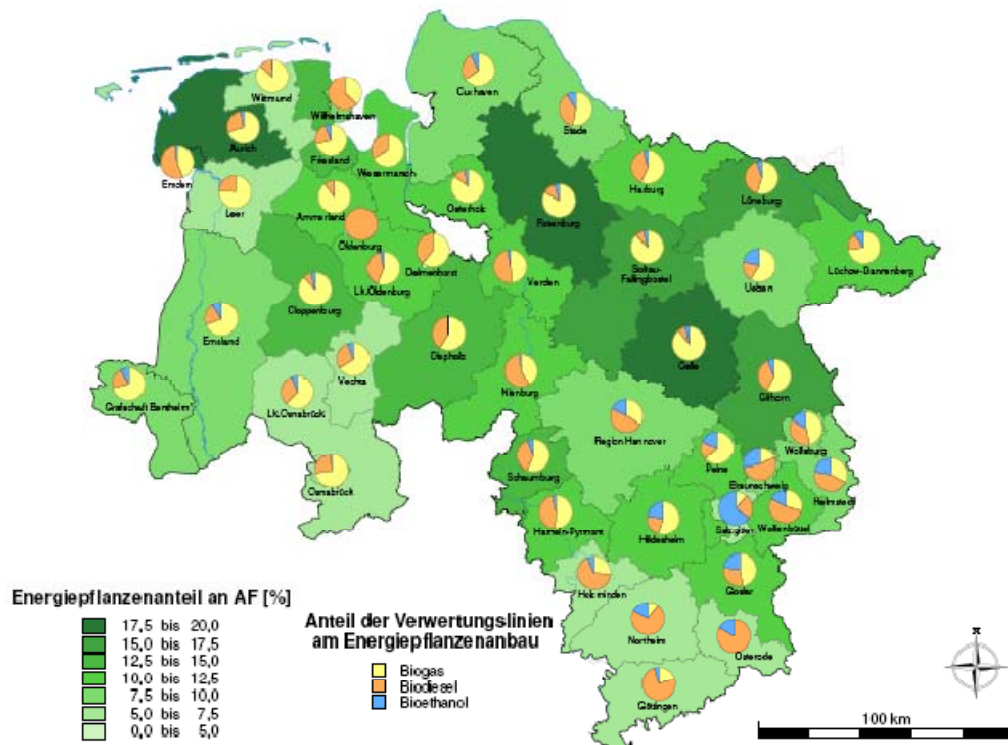 Cuxhaven
Wittmund
Wilhelmshaven
Stade
Aurich
Friesland
Wesermarsch
Emden
Harburg
Lüneburg
Leer
Ammerland
Osterholz
Rotenburg
Oldenburg
Delmenhorst
Soltau-
Fallingbostel
Uelzen
Lüchow-Dannenberg
Lk.Oldenburg
Verden
Cloppenburg
Emsland
Diepholz
Celle
Vechta
Grafschaft Bentheim
Lk.Osnabrück
Nienburg
Gifhorn
Region Hannover
Wolfsburg
Schaumburg
Peine
Braunschweig
Helmstedt
Osnabrück
Salzgitter
Wolfenbüttel
Hameln-Pyrmont
Hildesheim
Goslar
Holzminden
Northeim
Osterode
Göttingen
Energiepflanzenanteil an AF [%]
17,5 bis 20,0
15,0 bis 17,5
12,5 bis 15,0
10,0 bis 12,5
7,5 bis 10,0
5,0 bis 7,5
0,0 bis 5,0
Anteil der Verwertungslinien
am Energiepflanzenanbau
Biogas
Biodiesel
Bioethanol
100 km